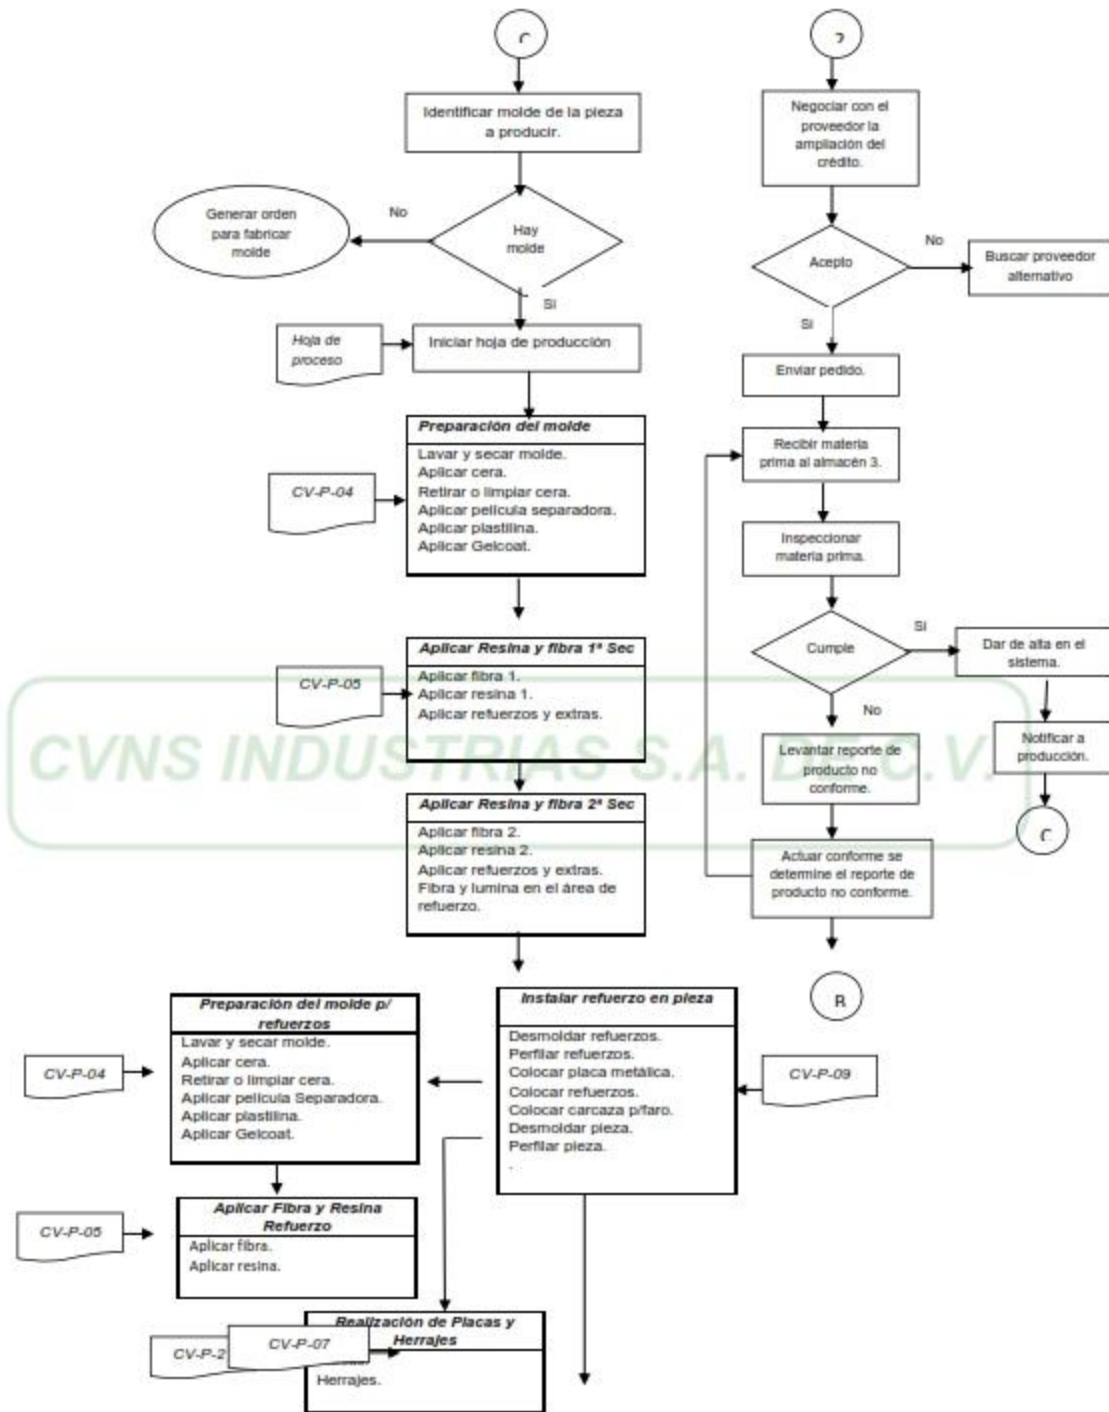 C
Identificar molde de la pieza
a producir.
Hay
molde
No
Generar orden
para fabricar
molde
Si
Hoja de
proceso
Iniciar hoja de producción
Preparación del molde
Lavar y secar molde.
Aplicar cera.
Retirar o limpiar cera.
Aplicar película separadora.
Aplicar plastilina.
Aplicar Gelcoat.
CV-P-04
Aplicar Resina y fibra 1ª Sec
Aplicar fibra 1.
Aplicar resina 1.
Aplicar refuerzos y extras.
CV-P-05
Aplicar Resina y fibra 2ª Sec
Aplicar fibra 2.
Aplicar resina 2.
Aplicar refuerzos y extras.
Fibra y lumina en el área de
refuerzo.
Instalar refuerzo en pieza
Desmoldar refuerzos.
Perfilar refuerzos.
Colocar placa metálica.
Colocar refuerzos.
Colocar carcaza p/faro.
Desmoldar pieza.
Perfilar pieza.
.
CV-P-09
Preparación del molde p/
refuerzos
Lavar y secar molde.
Aplicar cera.
Retirar o limpiar cera.
Aplicar película Separadora.
Aplicar plastilina.
Aplicar Gelcoat.
CV-P-04
Aplicar Fibra y Resina
Refuerzo
Aplicar fibra.
Aplicar resina.
CV-P-05
Realización de Placas y
Herrajes
Herrajes.
CV-P-2
CV-P-07
Negociar con el
proveedor la
ampliación del
crédito.
Acepto
No
Buscar proveedor
alternativo
Si
Enviar pedido.
Recibir materia
prima al almacén 3.
Inspeccionar
materia prima.
Cumple
Si
Dar de alta en el
sistema.
Notificar a
producción.
C
No
Levantar reporte de
producto no
conforme.
Actuar conforme se
determine el reporte de
producto no conforme.
CVNS INDUSTRIAS S.A. DE C.V.